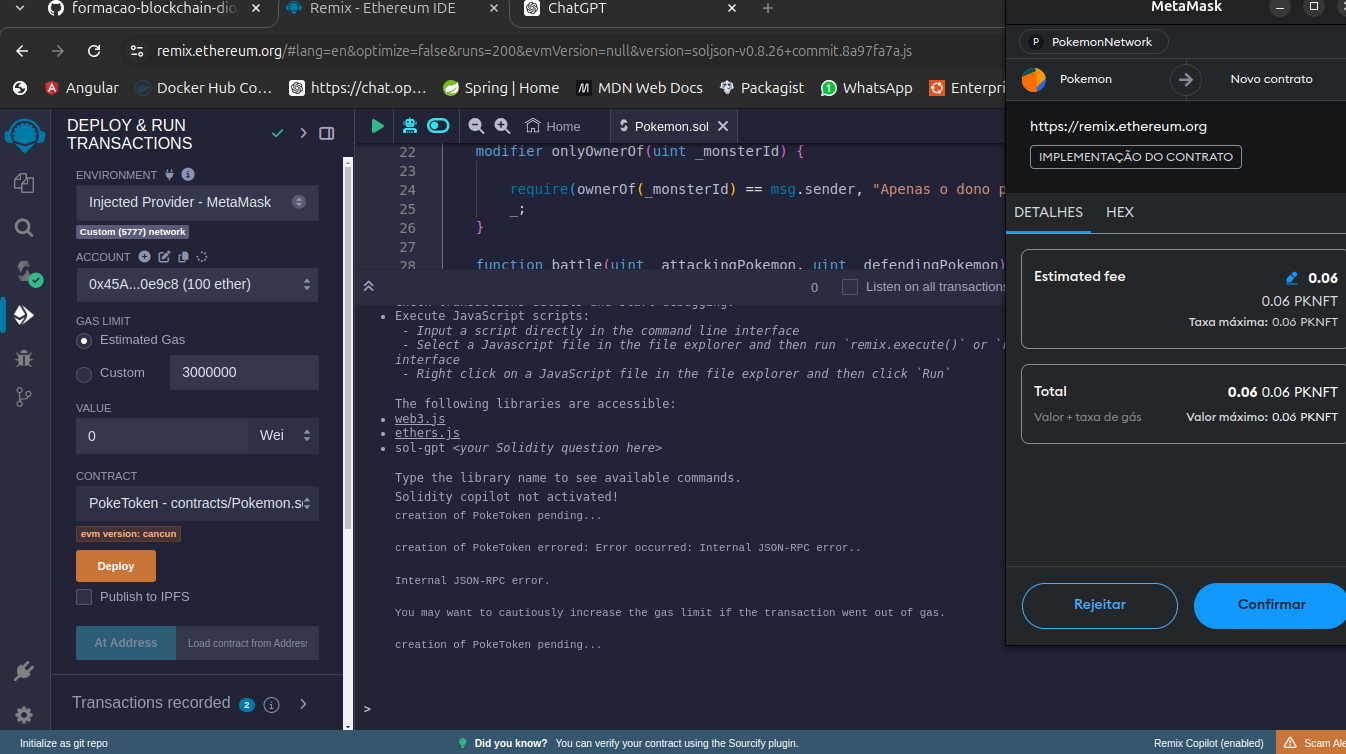 formacao-blockchain-dio
Remix - Ethereum IDE
ChatGPT
remix.ethereum.org/#lang=en&optimize=false&runs=200&evmVersion=null&version=soljson-v0.8.26+commit.8a97fa7a.js
Angular
Docker Hub Co...
https://chat.op...
Spring | Home
MDN Web Docs
Packagist
WhatsApp
DEPLOY & RUN
TRANSACTIONS
ENVIRONMENT
Injected Provider - MetaMask
Custom (5777) network
ACCOUNT
0x45A...0e9c8 (100 ether)
GAS LIMIT
Estimated Gas
Custom
3000000
VALUE
0
Wei
CONTRACT
PokeToken - contracts/Pokemon.s
evm version: cancun
Deploy
Publish to IPFS
At Address
Load contract from Address
Transactions recorded 2
Home
Pokemon.sol
22 modifier onlyOwnerOf(uint _monsterId) {
23
24 require(ownerOf(_monsterId) == msg.sender, "Apenas o dono p
25 _;
26 }
27
28 function battle(uint _attackingPokemon, uint _defendingPokemon)
0
Listen on all transactions
Check transactions details and start debugging.
• Execute JavaScript scripts:
- Input a script directly in the command line interface
- Select a Javascript file in the file explorer and then run `remix.execute()` or `
interface
- Right click on a JavaScript file in the file explorer and then click `Run`
The following libraries are accessible:
• web3.js
• ethers.js
• sol-gpt <your Solidity question here>
Type the library name to see available commands.
Solidity copilot not activated!
creation of PokeToken pending...
creation of PokeToken errored: Error occurred: Internal JSON-RPC error..
Internal JSON-RPC error.
You may want to cautiously increase the gas limit if the transaction went out of gas.
creation of PokeToken pending...
>
MetaMask
P PokemonNetwork
Pokemon
Novo contrato
https://remix.ethereum.org
IMPLEMENTAÇÃO DO CONTRATO
DETALHES
HEX
Estimated fee
0.06
0.06 PKNFT
Taxa máxima: 0.06 PKNFT
Total
0.06 0.06 PKNFT
Valor + taxa de gás
Valor máximo: 0.06 PKNFT
Rejeitar
Confirmar
Initialize as git repo
Did you know? You can verify your contract using the Sourcify plugin.
Remix Copilot (enabled)
Scam Ale